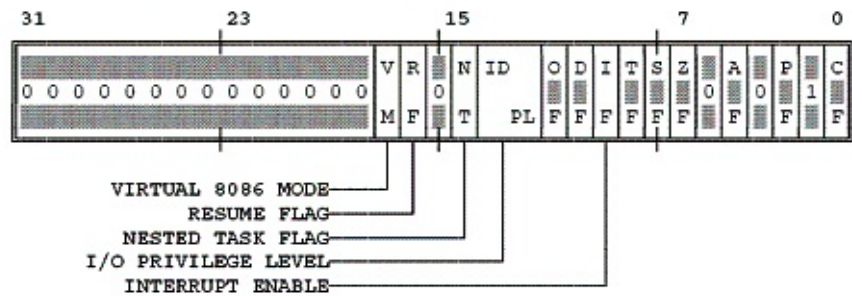 31 23 15 7 0
V R N ID O D I T S Z A P C
0 0 0 0 0 0 0 0 0 0 0 0 0 0 0 0 0 1
M F T PL F F F F F F F F F
VIRTUAL 8086 MODE
RESUME FLAG
NESTED TASK FLAG
I/O PRIVILEGE LEVEL
INTERRUPT ENABLE